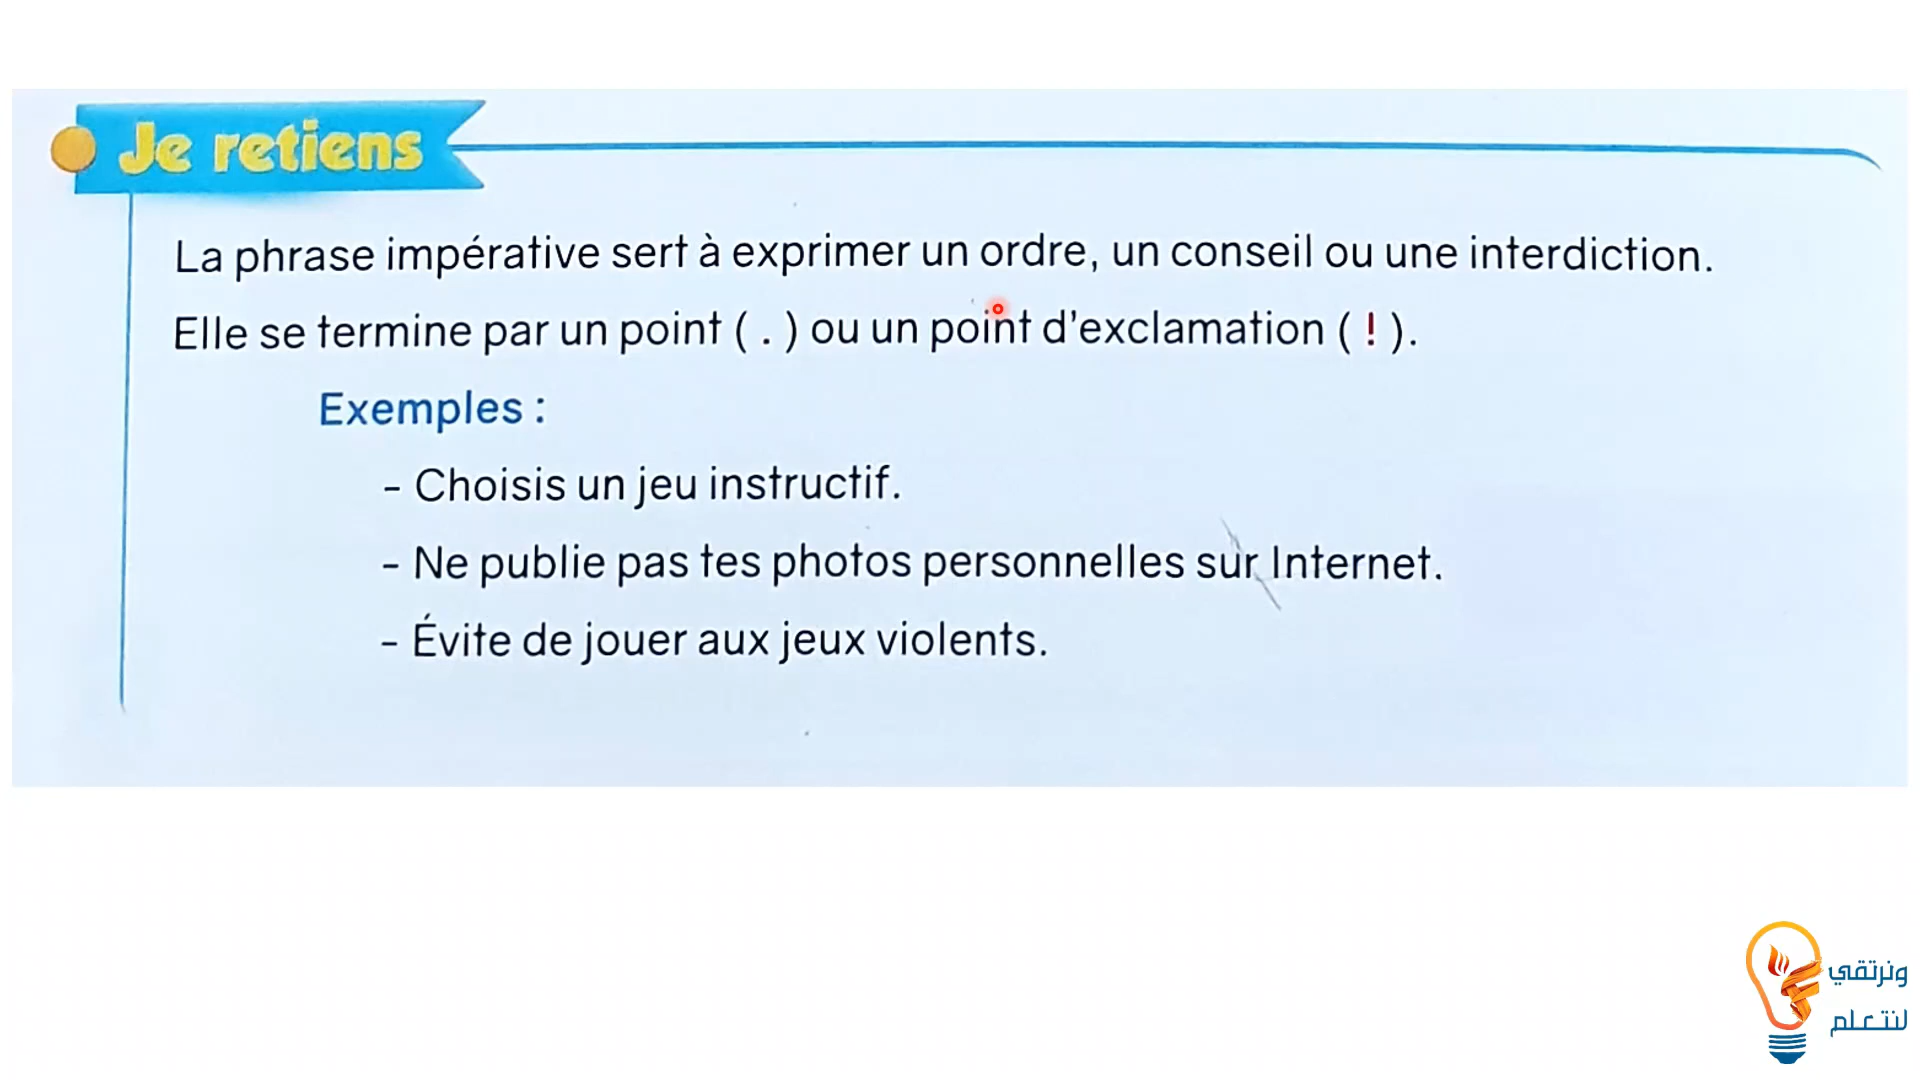 Je retiens
La phrase impérative sert à exprimer un ordre, un conseil ou une interdiction.
Elle se termine par un point ( . ) ou un point d'exclamation ( ! ).
Exemples :
- Choisis un jeu instructif.
- Ne publie pas tes photos personnelles sur Internet.
- Évite de jouer aux jeux violents.
ونرتقي
لنتعلم